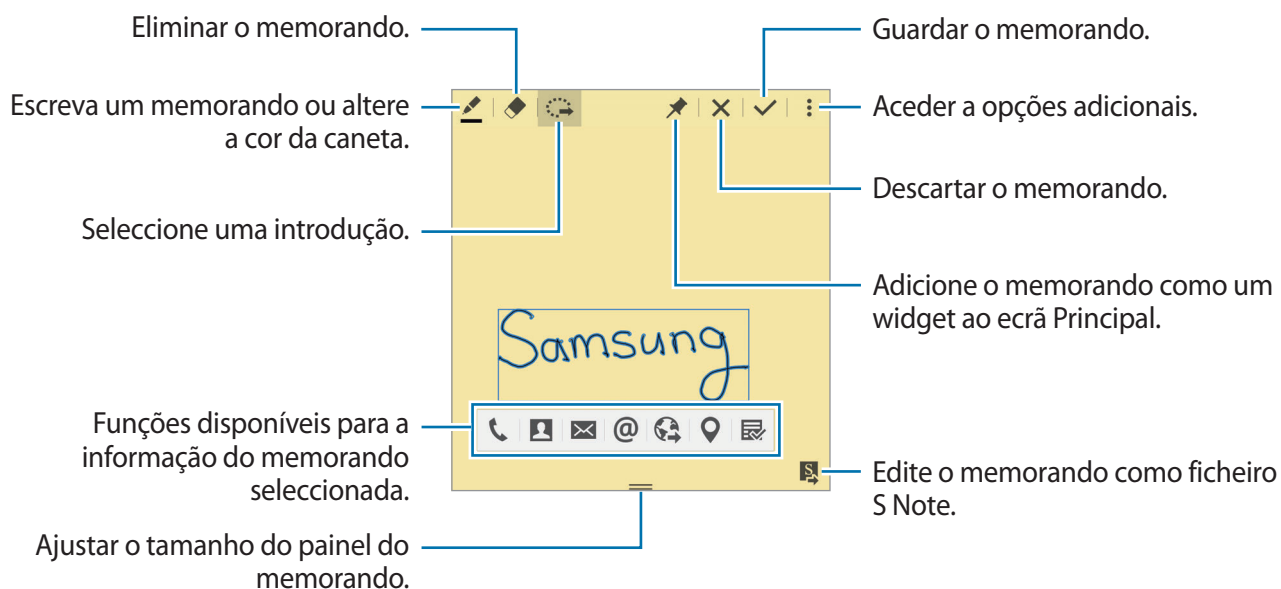 Eliminar o memorando.
Escreva um memorando ou altere
a cor da caneta.
Seleccione uma introdução.
Funções disponíveis para a
informação do memorando
seleccionada.
Ajustar o tamanho do painel do
memorando.
Samsung
Guardar o memorando.
Aceder a opções adicionais.
Descartar o memorando.
Adicione o memorando como um
widget ao ecrã Principal.
Edite o memorando como ficheiro
S Note.